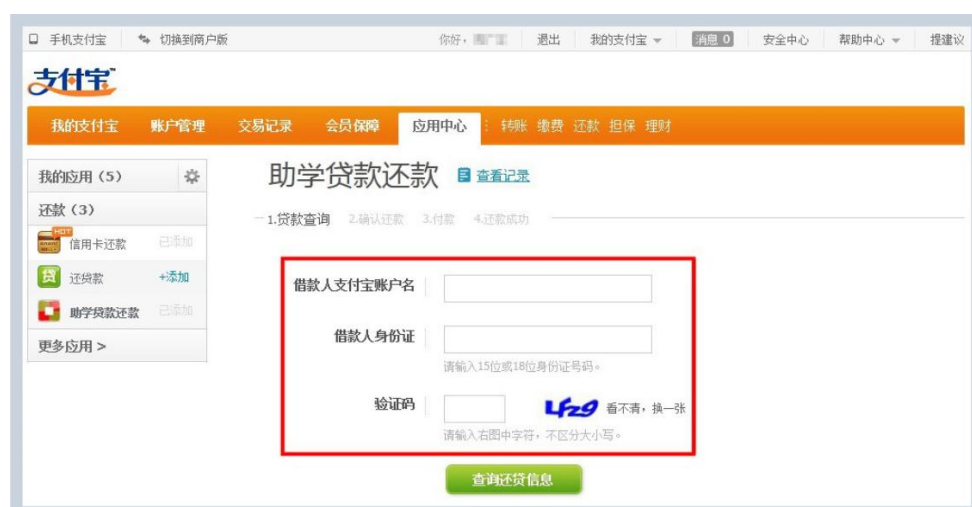 手机支付宝 切换到商户版 你好， 退出 我的支付宝 消息 0 安全中心 帮助中心 提建议
支付宝
我的支付宝 账户管理 交易记录 会员保障 应用中心 转账 缴费 还款 担保 理财
我的应用（5）
助学贷款还款 查看记录
还款（3）
1.贷款查询 2.确认还款 3.付款 4.还款成功
HOT
信用卡还款 已添加
贷 还贷款 +添加
助学贷款还款 已添加
更多应用 >
借款人支付宝账户名
借款人身份证
请输入15位或18位身份证号码。
验证码 Lfz9 看不清，换一张
请输入右图中字符，不区分大小写。
查询还贷信息